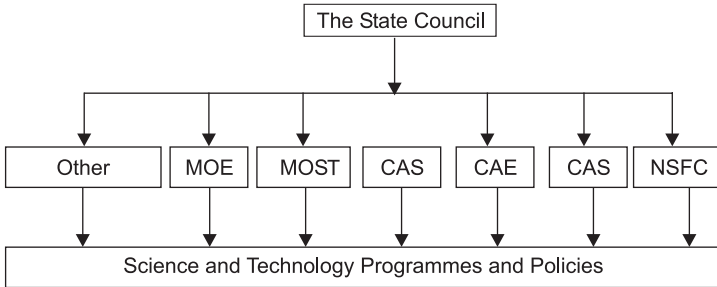 The State Council
Other MOE MOST CAS CAE CAS NSFC
Science and Technology Programmes and Policies